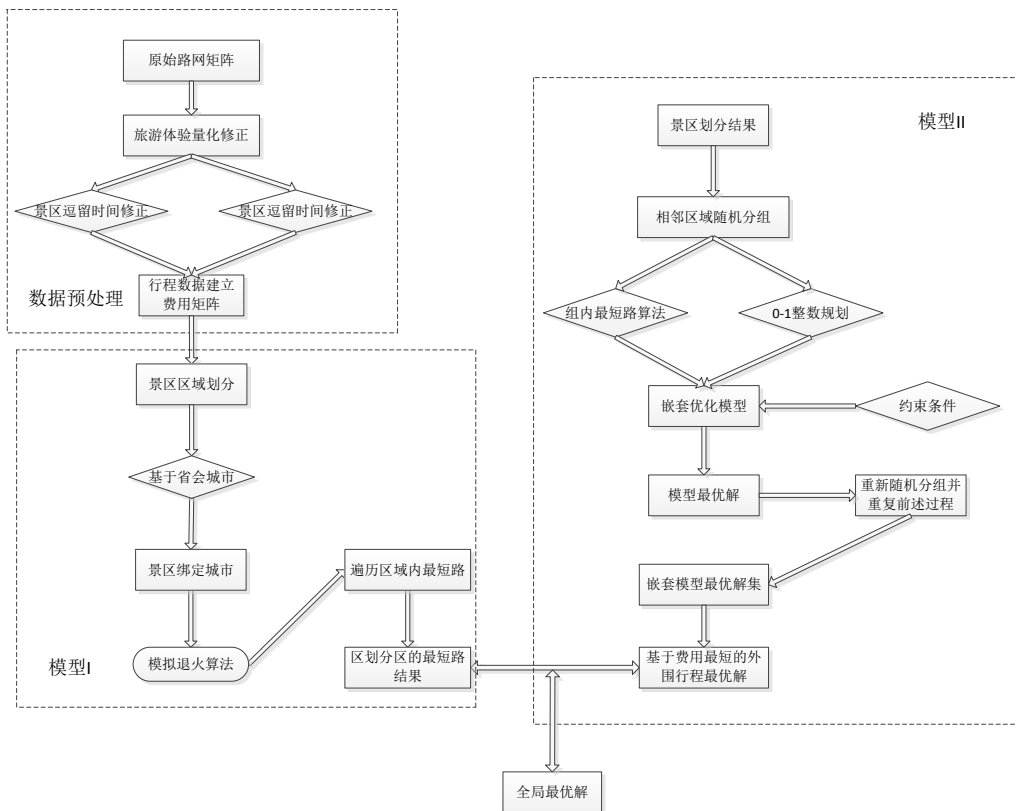 原始路网矩阵
旅游体验量化修正
景区逗留时间修正
景区逗留时间修正
行程数据建立
费用矩阵
数据预处理
景区区域划分
基于省会城市
景区绑定城市
模拟退火算法
遍历区域内最短路
区划分区的最短路
结果
模型I
模型II
景区划分结果
相邻区域随机分组
组内最短路算法
0-1整数规划
嵌套优化模型
约束条件
模型最优解
重新随机分组并
重复前述过程
嵌套模型最优解集
基于费用最短的外
围行程最优解
全局最优解